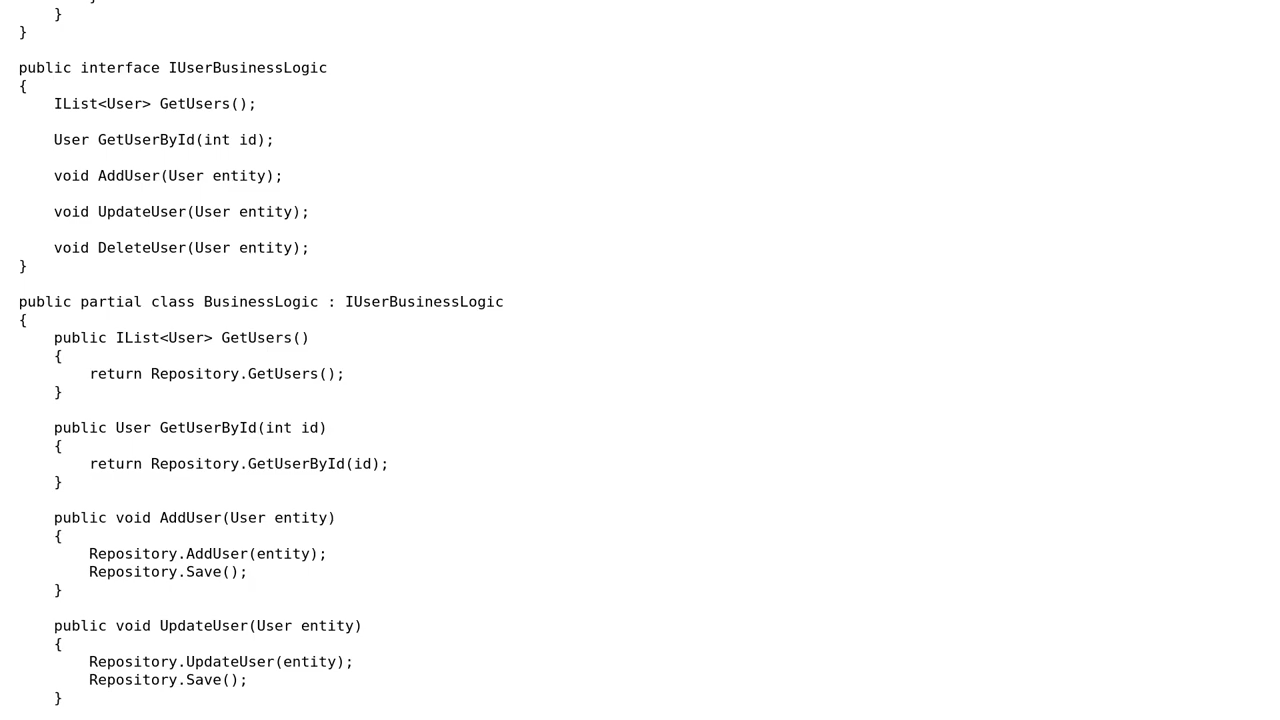 }
}

public interface IUserBusinessLogic
{
    IList<User> GetUsers();

    User GetUserById(int id);

    void AddUser(User entity);

    void UpdateUser(User entity);

    void DeleteUser(User entity);
}

public partial class BusinessLogic : IUserBusinessLogic
{
    public IList<User> GetUsers()
    {
        return Repository.GetUsers();
    }

    public User GetUserById(int id)
    {
        return Repository.GetUserById(id);
    }

    public void AddUser(User entity)
    {
        Repository.AddUser(entity);
        Repository.Save();
    }

    public void UpdateUser(User entity)
    {
        Repository.UpdateUser(entity);
        Repository.Save();
    }